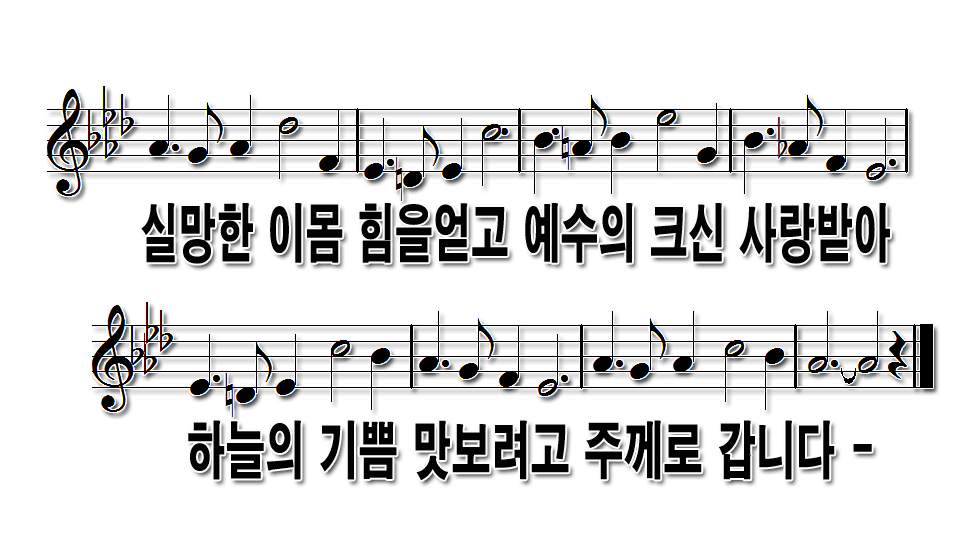 실망한 이몸 힘을얻고 예수의 크신 사랑받아
하늘의 기쁨 맛보려고 주께로 갑니다 -